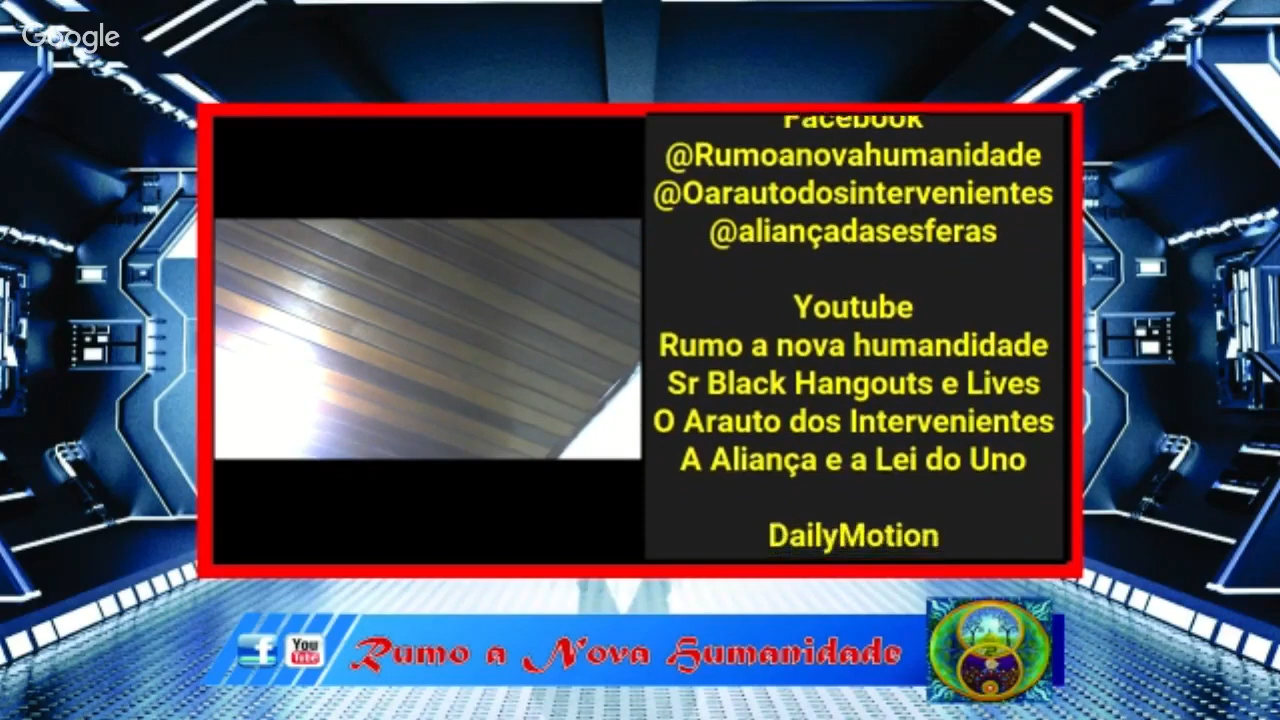 Google
Facebook
@Rumoanovahumanidade
@Oarautodosintervenientes
@aliançadasesferas
Youtube
Rumo a nova humandidade
Sr Black Hangouts e Lives
O Arauto dos Intervenientes
A Aliança e a Lei do Uno
DailyMotion
f You Tube Rumo a Nova Humanidade